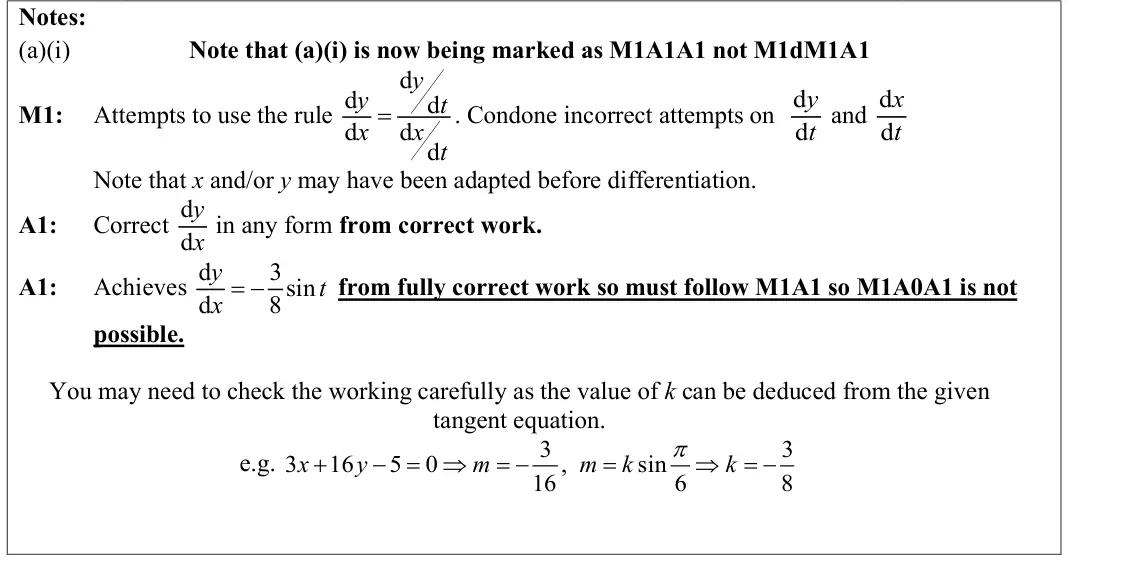 Notes:
(a)(i) Note that (a)(i) is now being marked as M1A1A1 not M1dM1A1
M1: Attempts to use the rule dy/dx = (dy/dt)/(dx/dt). Condone incorrect attempts on dy/dt and dx/dt
Note that x and/or y may have been adapted before differentiation.
A1: Correct dy/dx in any form from correct work.
A1: Achieves dy/dx = −3/8 sin t from fully correct work so must follow M1A1 so M1A0A1 is not
possible.
You may need to check the working carefully as the value of k can be deduced from the given
tangent equation.
e.g. 3x + 16y − 5 = 0 ⇒ m = −3/16, m = k sin π/6 ⇒ k = −3/8